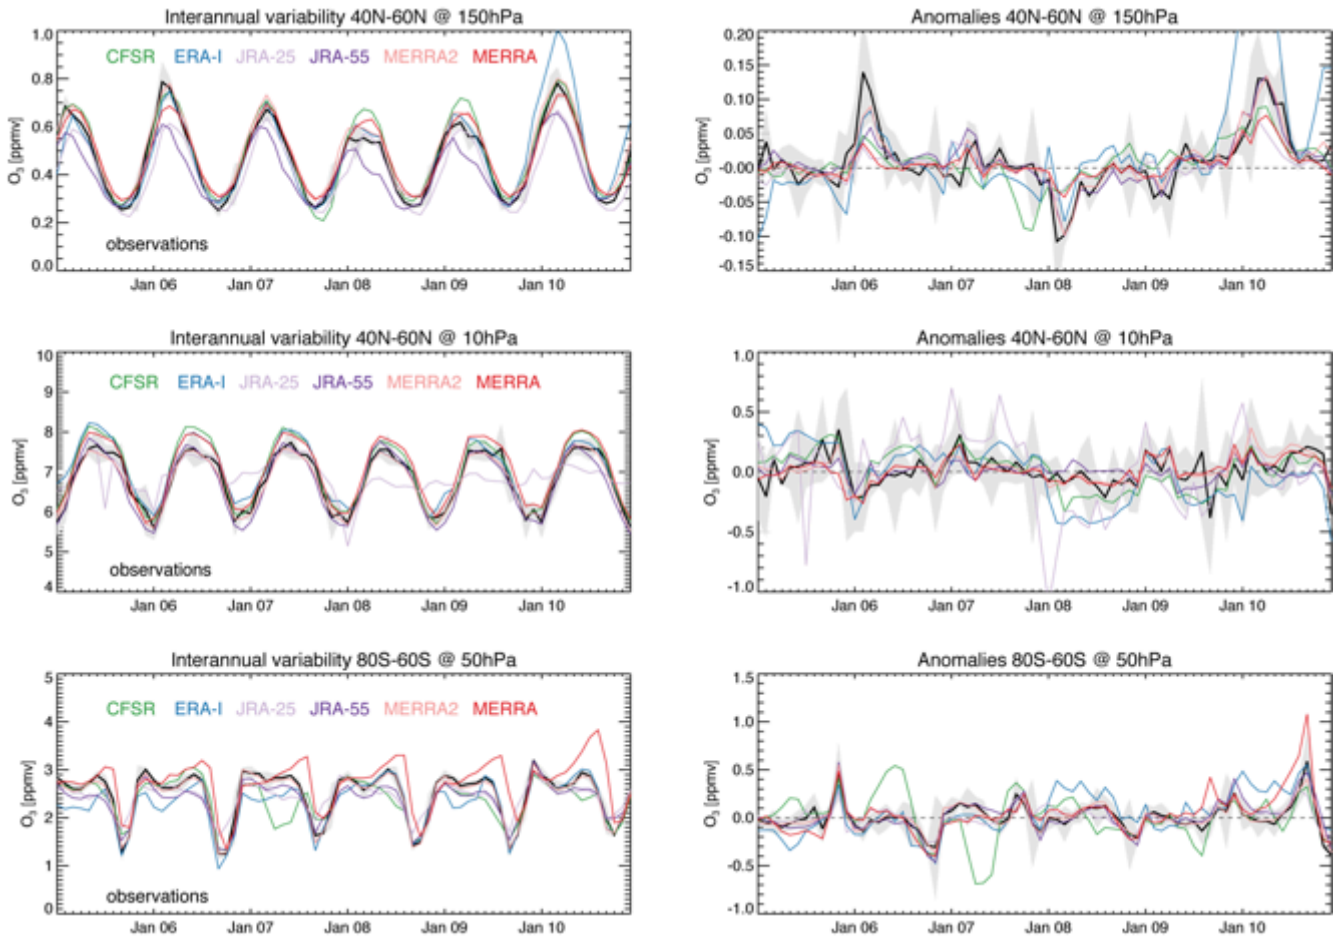 Interannual variability 40N-60N @ 150hPa
CFSR ERA-I JRA-25 JRA-55 MERRA2 MERRA
O3 [ppmv]
1.0
0.8
0.6
0.4
0.2
0.0
observations
Jan 06 Jan 07 Jan 08 Jan 09 Jan 10
Anomalies 40N-60N @ 150hPa
O3 [ppmv]
0.20
0.15
0.10
0.05
-0.00
-0.05
-0.10
-0.15
Jan 06 Jan 07 Jan 08 Jan 09 Jan 10
Interannual variability 40N-60N @ 10hPa
CFSR ERA-I JRA-25 JRA-55 MERRA2 MERRA
O3 [ppmv]
10
9
8
7
6
5
4
observations
Jan 06 Jan 07 Jan 08 Jan 09 Jan 10
Anomalies 40N-60N @ 10hPa
O3 [ppmv]
1.0
0.5
0.0
-0.5
-1.0
Jan 06 Jan 07 Jan 08 Jan 09 Jan 10
Interannual variability 80S-60S @ 50hPa
CFSR ERA-I JRA-25 JRA-55 MERRA2 MERRA
O3 [ppmv]
5
4
3
2
1
0
observations
Jan 06 Jan 07 Jan 08 Jan 09 Jan 10
Anomalies 80S-60S @ 50hPa
O3 [ppmv]
1.5
1.0
0.5
0.0
-0.5
-1.0
Jan 06 Jan 07 Jan 08 Jan 09 Jan 10